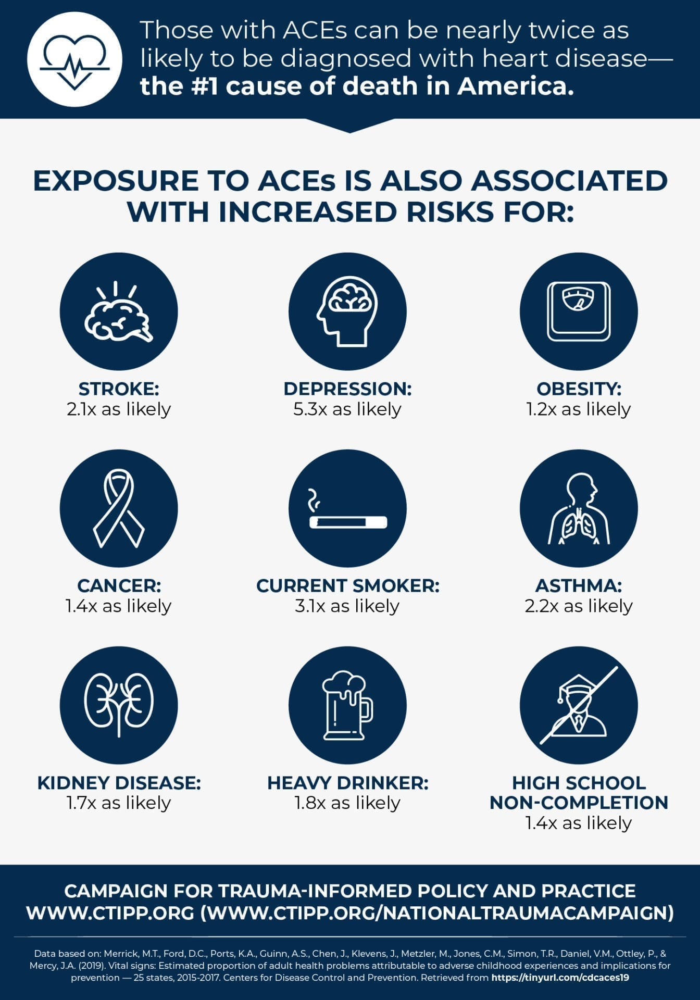 Those with ACEs can be nearly twice as
likely to be diagnosed with heart disease—
the #1 cause of death in America.
EXPOSURE TO ACEs IS ALSO ASSOCIATED
WITH INCREASED RISKS FOR:
STROKE:
2.1x as likely
DEPRESSION:
5.3x as likely
OBESITY:
1.2x as likely
CANCER:
1.4x as likely
CURRENT SMOKER:
3.1x as likely
ASTHMA:
2.2x as likely
KIDNEY DISEASE:
1.7x as likely
HEAVY DRINKER:
1.8x as likely
HIGH SCHOOL
NON-COMPLETION
1.4x as likely
CAMPAIGN FOR TRAUMA-INFORMED POLICY AND PRACTICE
WWW.CTIPP.ORG (WWW.CTIPP.ORG/NATIONALTRAUMACAMPAIGN)
Data based on: Merrick, M.T., Ford, D.C., Ports, K.A., Guinn, A.S., Chen, J., Klevens, J., Metzler, M., Jones, C.M., Simon, T.R., Daniel, V.M., Ottley, P., &
Mercy, J.A. (2019). Vital signs: Estimated proportion of adult health problems attributable to adverse childhood experiences and implications for
prevention — 25 states, 2015-2017. Centers for Disease Control and Prevention. Retrieved from https://tinyurl.com/cdcaces19